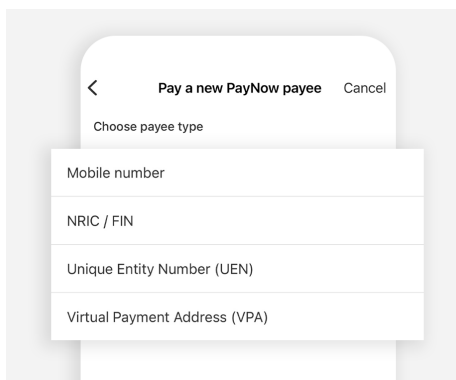 Pay a new PayNow payee Cancel
Choose payee type
Mobile number
NRIC / FIN
Unique Entity Number (UEN)
Virtual Payment Address (VPA)